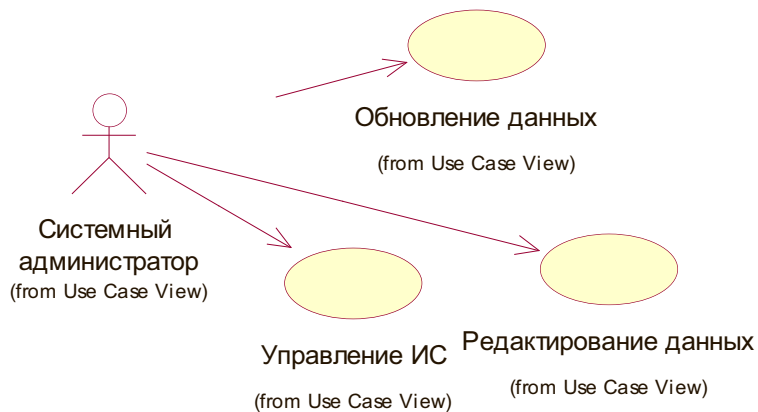 Обновление данных
(from Use Case View)
Системный
администратор
(from Use Case View)
Управление ИС
(from Use Case View)
Редактирование данных
(from Use Case View)